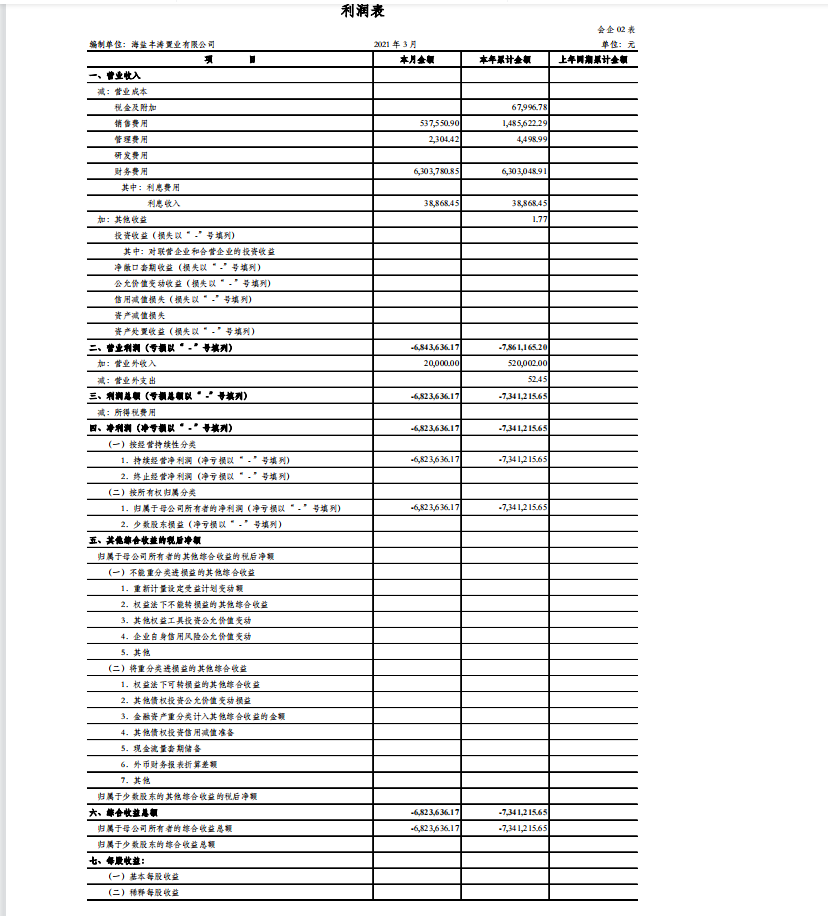 利润表
会企 02 表
编制单位：海盐丰涛置业有限公司 2021 年 3 月 单位：元
项 目 本月金额 本年累计金额 上年同期累计金额
一、营业收入
减：营业成本
税金及附加 67,996.78
销售费用 537,550.90 1,485,622.29
管理费用 2,304.42 4,498.99
研发费用
财务费用 6,303,780.85 6,303,048.91
其中：利息费用
利息收入 38,868.45 38,868.45
加：其他收益 1.77
投资收益（损失以“-”号填列）
其中：对联营企业和合营企业的投资收益
净敞口套期收益（损失以“-”号填列）
公允价值变动收益（损失以“-”号填列）
信用减值损失（损失以“-”号填列）
资产减值损失
资产处置收益（损失以“-”号填列）
二、营业利润（亏损以“-”号填列） -6,843,636.17 -7,861,165.20
加：营业外收入 20,000.00 520,002.00
减：营业外支出 52.45
三、利润总额（亏损总额以“-”号填列） -6,823,636.17 -7,341,215.65
减：所得税费用
四、净利润（净亏损以“-”号填列） -6,823,636.17 -7,341,215.65
（一）按经营持续性分类
1．持续经营净利润（净亏损以“-”号填列） -6,823,636.17 -7,341,215.65
2．终止经营净利润（净亏损以“-”号填列）
（二）按所有权归属分类
1．归属于母公司所有者的净利润（净亏损以“-”号填列） -6,823,636.17 -7,341,215.65
2．少数股东损益（净亏损以“-”号填列）
五、其他综合收益的税后净额
归属于母公司所有者的其他综合收益的税后净额
（一）不能重分类进损益的其他综合收益
1．重新计量设定受益计划变动额
2．权益法下不能转损益的其他综合收益
3．其他权益工具投资公允价值变动
4．企业自身信用风险公允价值变动
5．其他
（二）将重分类进损益的其他综合收益
1．权益法下可转损益的其他综合收益
2．其他债权投资公允价值变动损益
3．金融资产重分类计入其他综合收益的金额
4．其他债权投资信用减值准备
5．现金流量套期储备
6．外币财务报表折算差额
7．其他
归属于少数股东的其他综合收益的税后净额
六、综合收益总额 -6,823,636.17 -7,341,215.65
归属于母公司所有者的综合收益总额 -6,823,636.17 -7,341,215.65
归属于少数股东的综合收益总额
七、每股收益：
（一）基本每股收益
（二）稀释每股收益